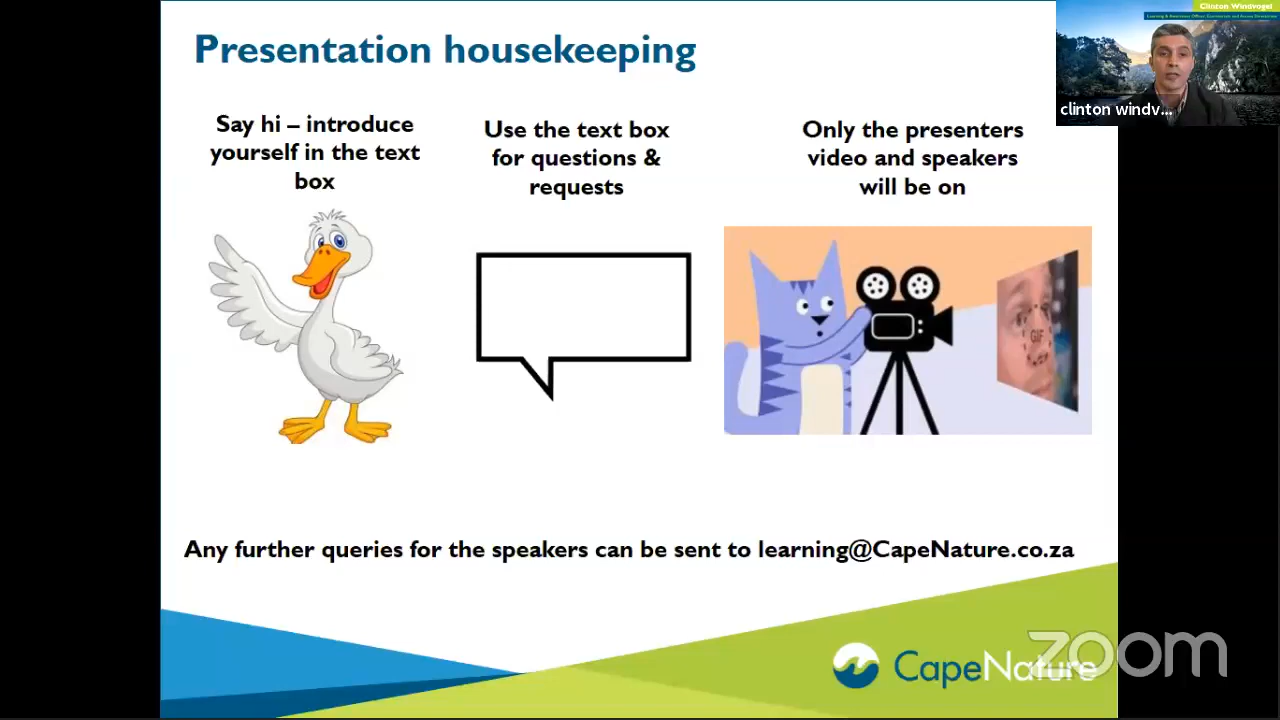 Presentation housekeeping
Say hi – introduce
yourself in the text
box
Use the text box
for questions &
requests
Only the presenters
video and speakers
will be on
GIF
Any further queries for the speakers can be sent to learning@CapeNature.co.za
CapeNature
zoom
Clinton Windvogel
Learning & Awareness Officer, Ecotourism and Access Directorate
clinton windv...